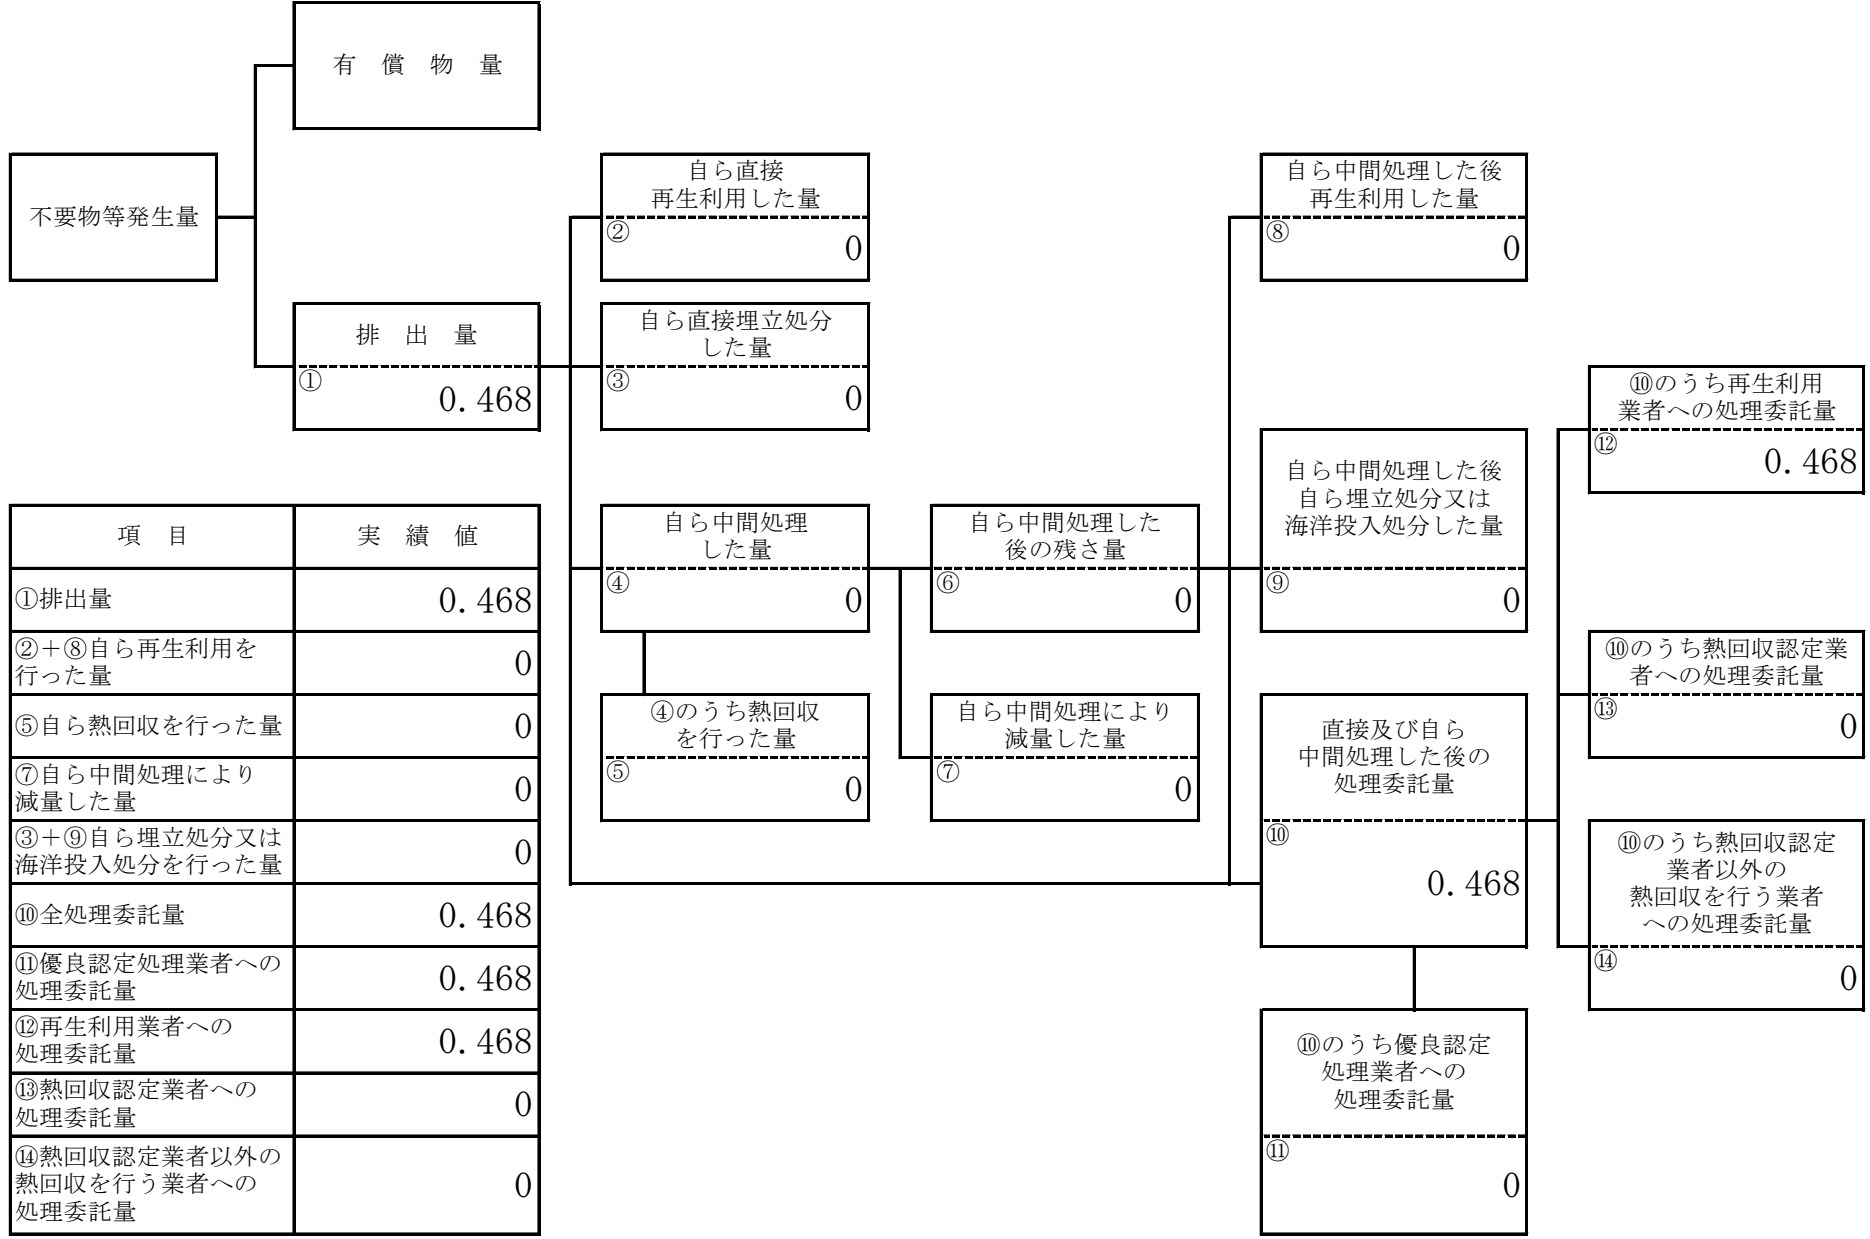 有　償　物　量
不要物等発生量
排　出　量
①
0.468
自ら直接
再生利用した量
②
0
自ら直接埋立処分
した量
③
0
自ら中間処理
した量
④
0
④のうち熱回収
を行った量
⑤
0
自ら中間処理した
後の残さ量
⑥
0
自ら中間処理により
減量した量
⑦
0
自ら中間処理した後
再生利用した量
⑧
0
自ら中間処理した後
自ら埋立処分又は
海洋投入処分した量
⑨
0
直接及び自ら
中間処理した後の
処理委託量
⑩
0.468
⑩のうち優良認定
処理業者への
処理委託量
⑪
0
⑩のうち再生利用
業者への処理委託量
⑫
0.468
⑩のうち熱回収認定業
者への処理委託量
⑬
0
⑩のうち熱回収認定
業者以外の
熱回収を行う業者
への処理委託量
⑭
0
項　目
実　績　値
①排出量
0.468
②＋⑧自ら再生利用を
行った量
0
⑤自ら熱回収を行った量
0
⑦自ら中間処理により
減量した量
0
③＋⑨自ら埋立処分又は
海洋投入処分を行った量
0
⑩全処理委託量
0.468
⑪優良認定処理業者への
処理委託量
0.468
⑫再生利用業者への
処理委託量
0.468
⑬熱回収認定業者への
処理委託量
0
⑭熱回収認定業者以外の
熱回収を行う業者への
処理委託量
0